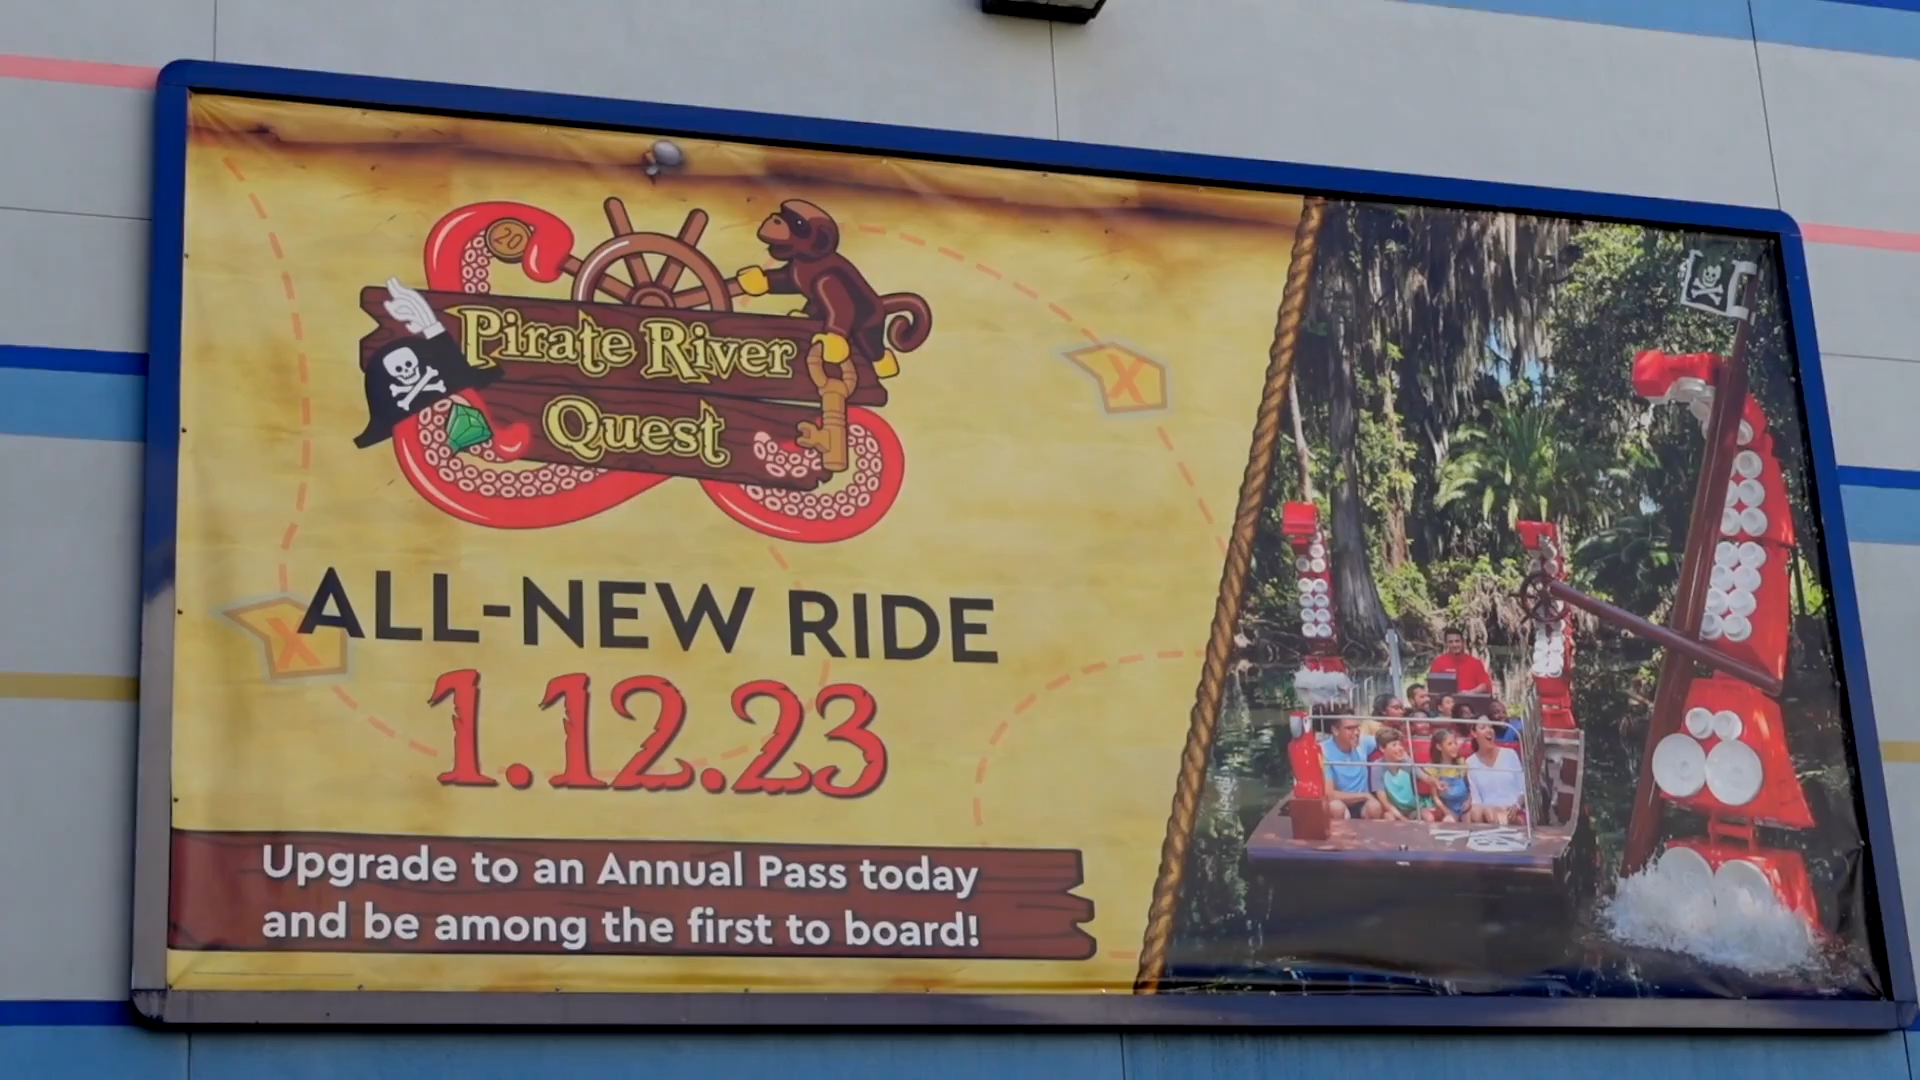 20
Pirate River
Quest
X
ALL-NEW RIDE
X
1.12.23
Upgrade to an Annual Pass today
and be among the first to board!